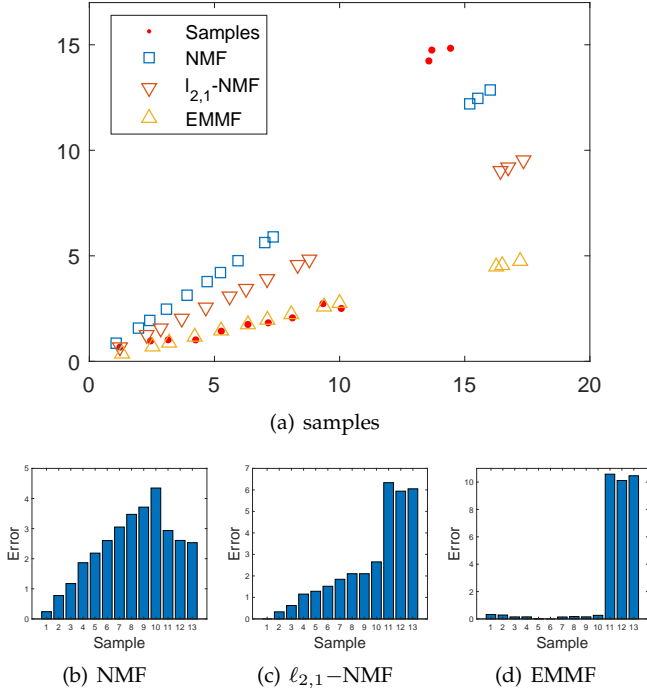 15
10
5
0
Samples
NMF
l2,1-NMF
EMMF
0 5 10 15 20
(a) samples
5
4
3
2
1
0
Error
1 2 3 4 5 6 7 8 9 10 11 12 13
Sample
(b) NMF
7
6
5
4
3
2
1
0
Error
1 2 3 4 5 6 7 8 9 10 11 12 13
Sample
(c) ℓ2,1−NMF
10
8
6
4
2
0
Error
1 2 3 4 5 6 7 8 9 10 11 12 13
Sample
(d) EMMF